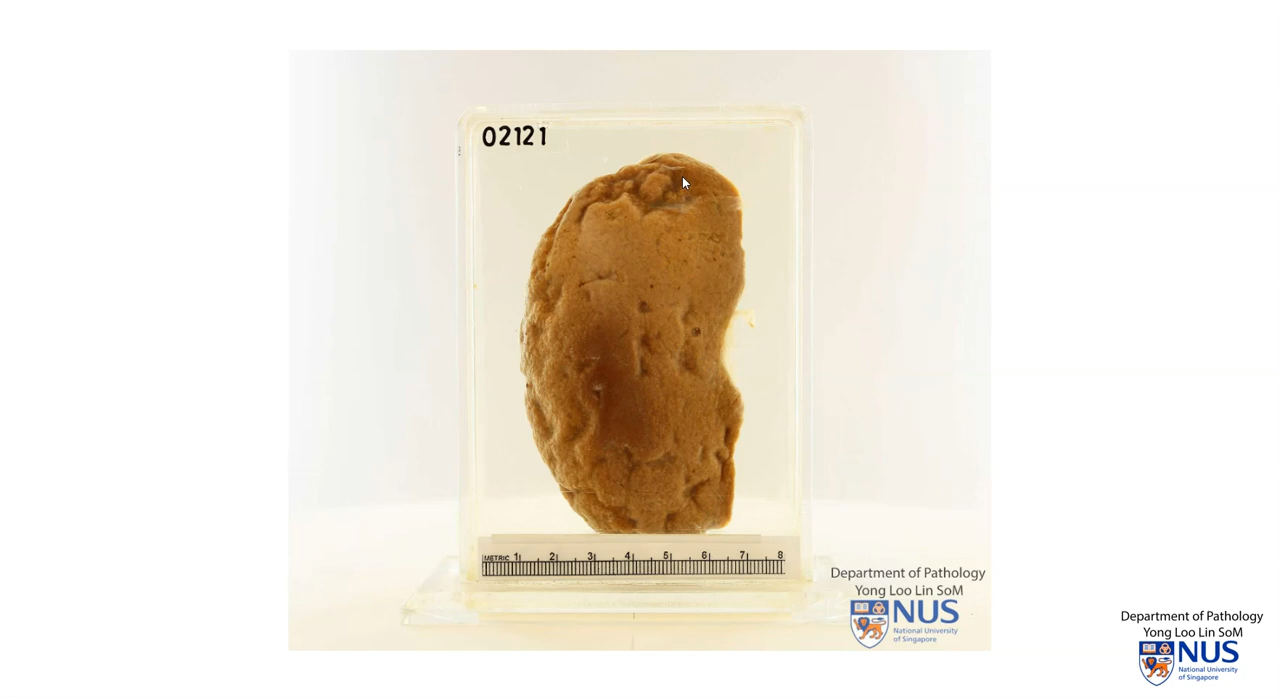 02121
METRIC 1 2 3 4 5 6 7 8
Department of Pathology
Yong Loo Lin SoM
NUS
National University
of Singapore
Department of Pathology
Yong Loo Lin SoM
NUS
National University
of Singapore